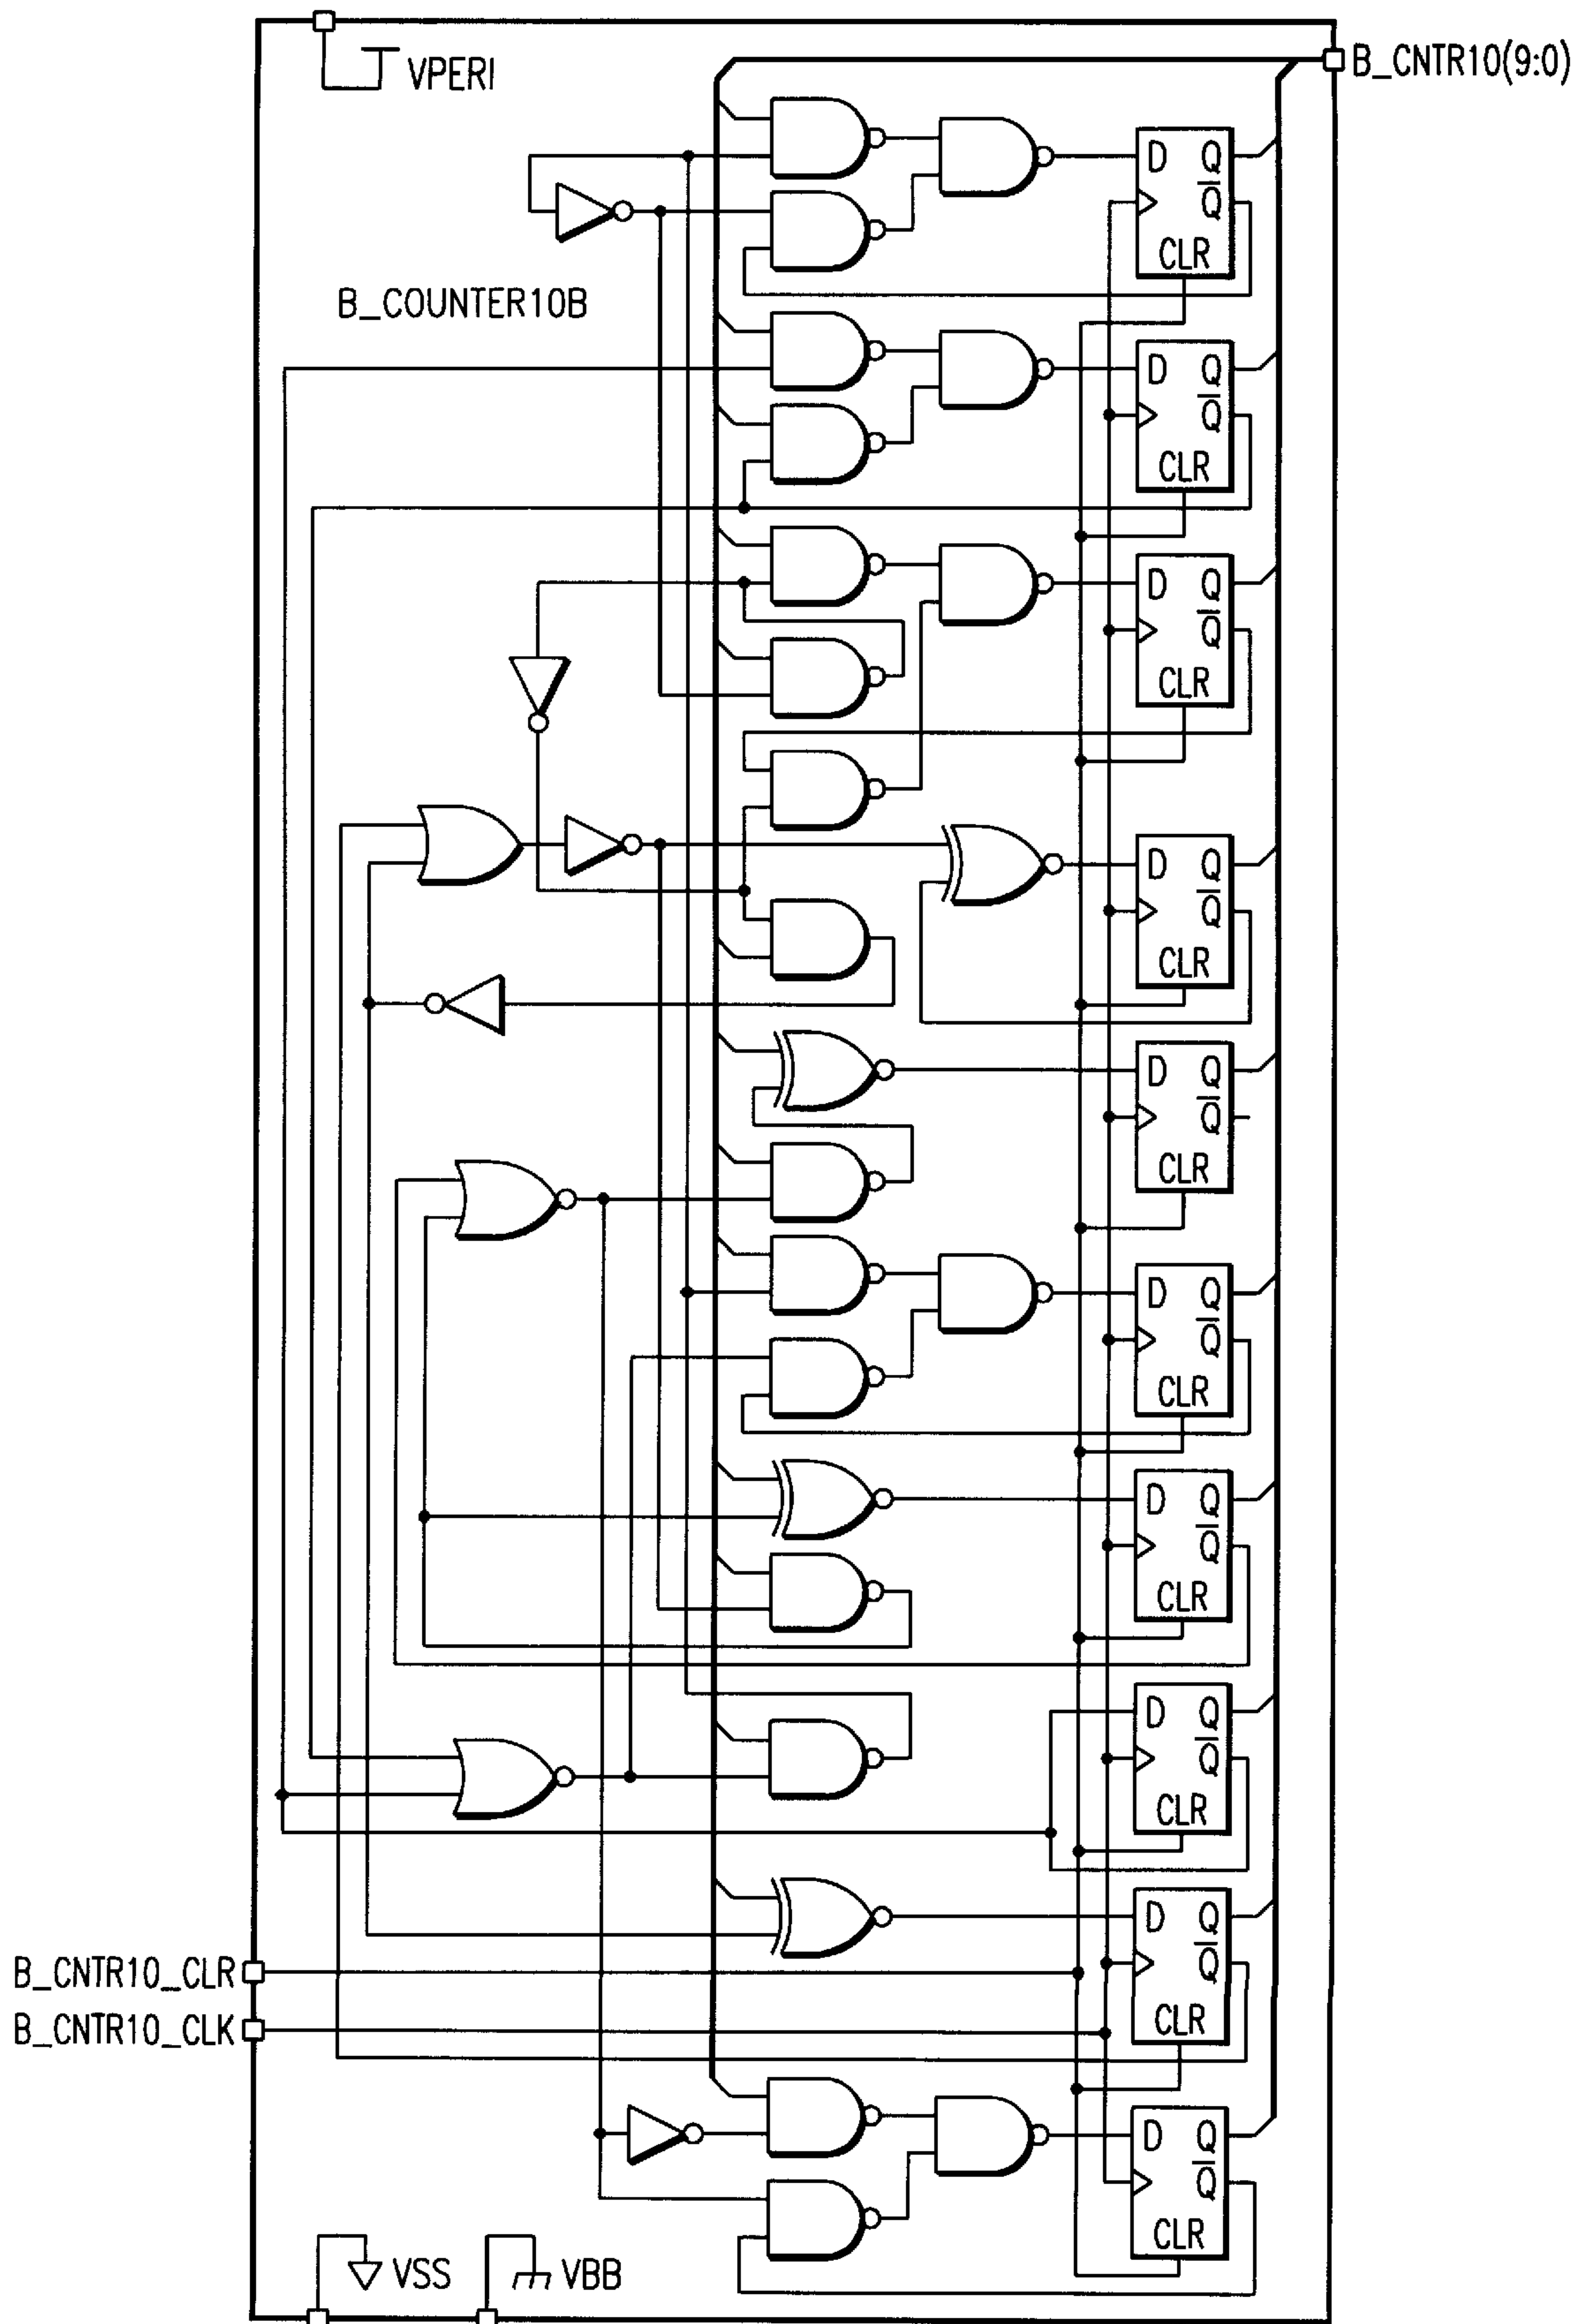 VPERI
B_CNTR10(9:0)
D Q
Q
CLR
B_COUNTER10B
D Q
Q
CLR
D Q
Q
CLR
D Q
Q
CLR
D Q
Q
CLR
D Q
Q
CLR
D Q
Q
CLR
D Q
Q
CLR
D Q
Q
CLR
B_CNTR10_CLR
B_CNTR10_CLK
D Q
Q
CLR
VSS
VBB